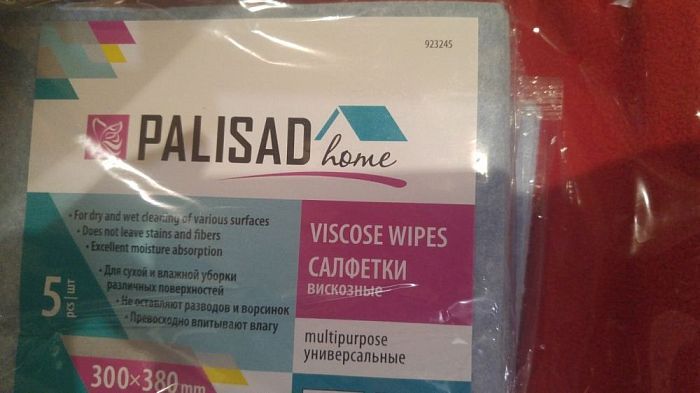 923245
PALISAD home
• For dry and wet cleaning of various surfaces
• Does not leave stains and fibers
• Excellent moisture absorption
• Для сухой и влажной уборки
различных поверхностей
• Не оставляют разводов и ворсинок
• Превосходно впитывают влагу
5 pcs | шт
VISCOSE WIPES
САЛФЕТКИ
ВИСКОЗНЫЕ
multipurpose
универсальные
300×380 mm